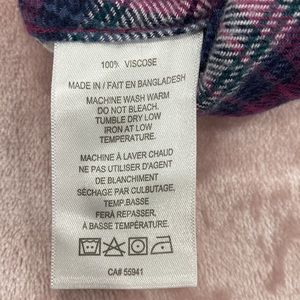 100% VISCOSE
MADE IN / FAIT EN BANGLADESH
MACHINE WASH WARM
DO NOT BLEACH.
TUMBLE DRY LOW
IRON AT LOW
TEMPERATURE.
MACHINE À LAVER CHAUD
NE PAS UTILISER D'AGENT
DE BLANCHIMENT
SÉCHAGE PAR CULBUTAGE,
TEMP.BASSE
FERÀ REPASSER,
À BASSE TEMPÉRATURE.
CA# 55941